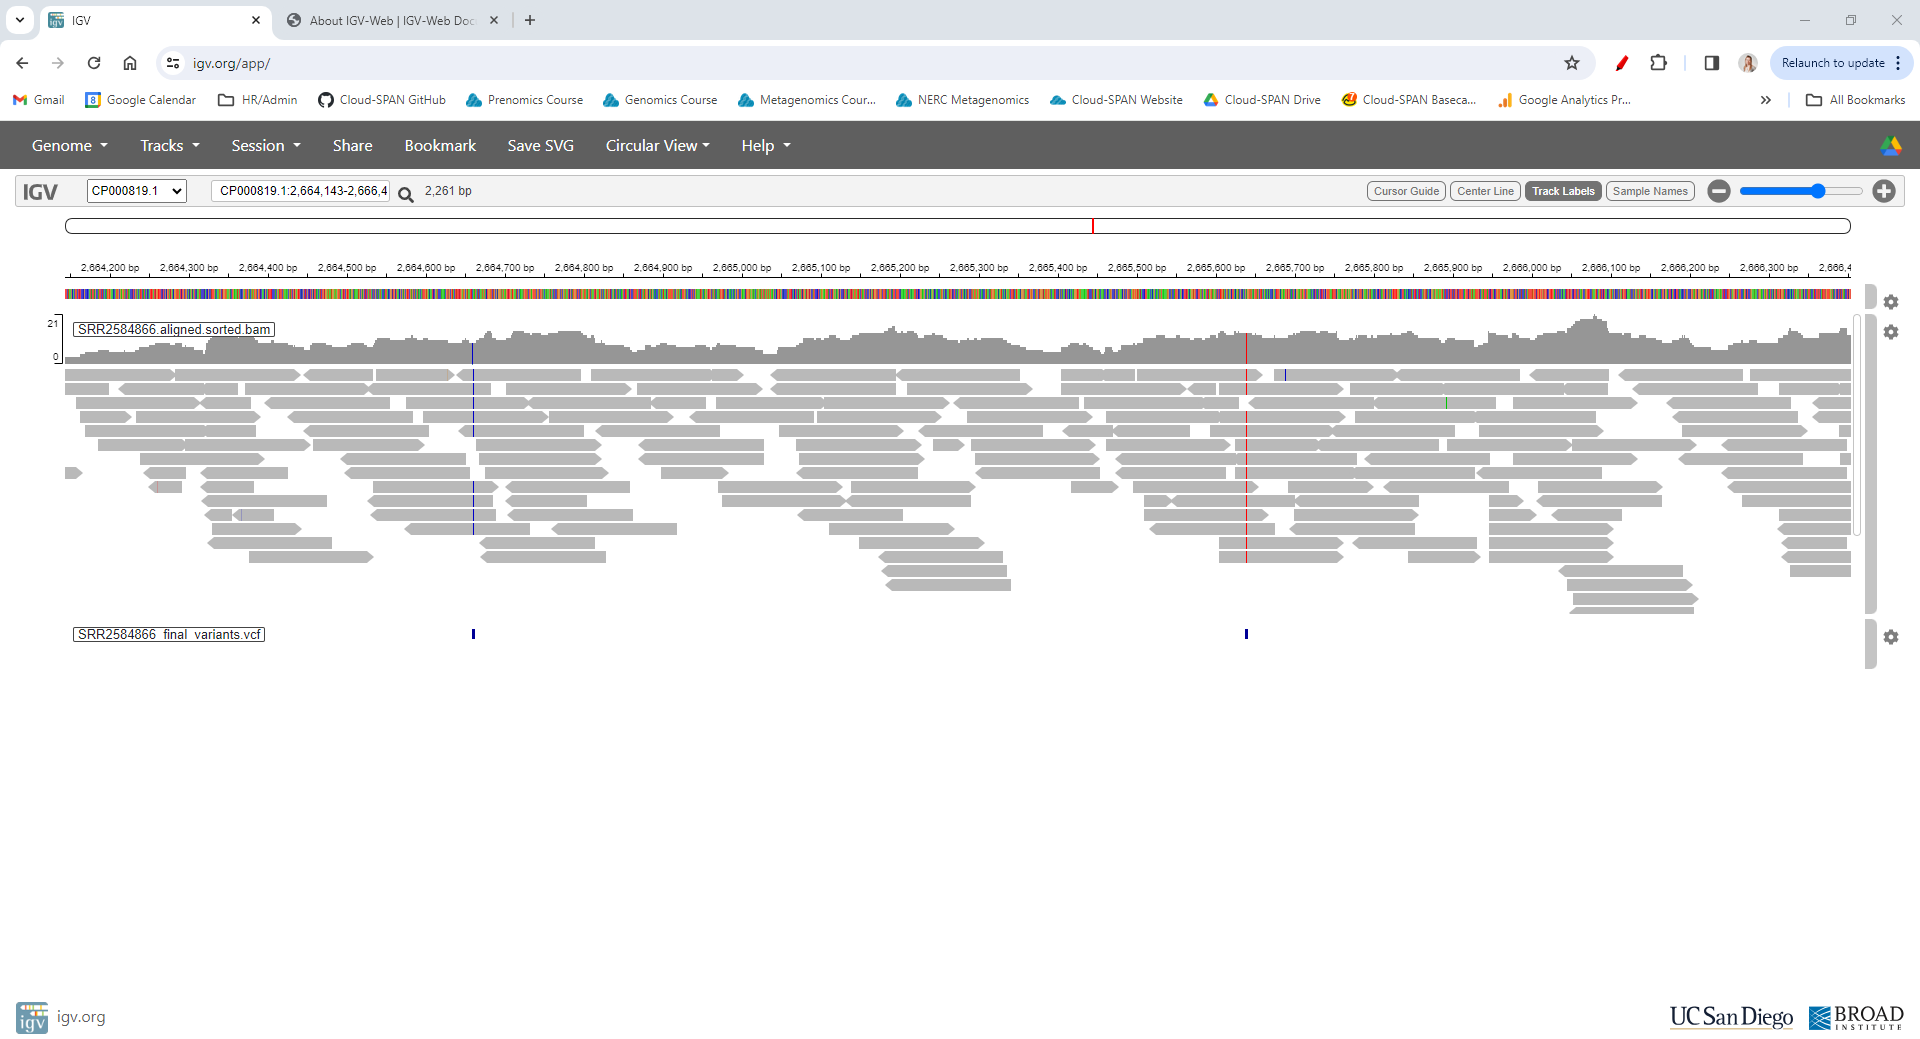 IGV
About IGV-Web | IGV-Web Doc
igv.org/app/
Relaunch to update
Gmail
Google Calendar
HR/Admin
Cloud-SPAN GitHub
Prenomics Course
Genomics Course
Metagenomics Cour...
NERC Metagenomics
Cloud-SPAN Website
Cloud-SPAN Drive
Cloud-SPAN Baseca...
Google Analytics Pr...
All Bookmarks
Genome
Tracks
Session
Share
Bookmark
Save SVG
Circular View
Help
IGV
CP000819.1
CP000819.1:2,664,143-2,666,4
2,261 bp
Cursor Guide
Center Line
Track Labels
Sample Names
2,664,200 bp
2,664,300 bp
2,664,400 bp
2,664,500 bp
2,664,600 bp
2,664,700 bp
2,664,800 bp
2,664,900 bp
2,665,000 bp
2,665,100 bp
2,665,200 bp
2,665,300 bp
2,665,400 bp
2,665,500 bp
2,665,600 bp
2,665,700 bp
2,665,800 bp
2,665,900 bp
2,666,000 bp
2,666,100 bp
2,666,200 bp
2,666,300 bp
2,666,4
21
SRR2584866.aligned.sorted.bam
0
SRR2584866_final_variants.vcf
igv
igv.org
UC San Diego
BROAD
INSTITUTE